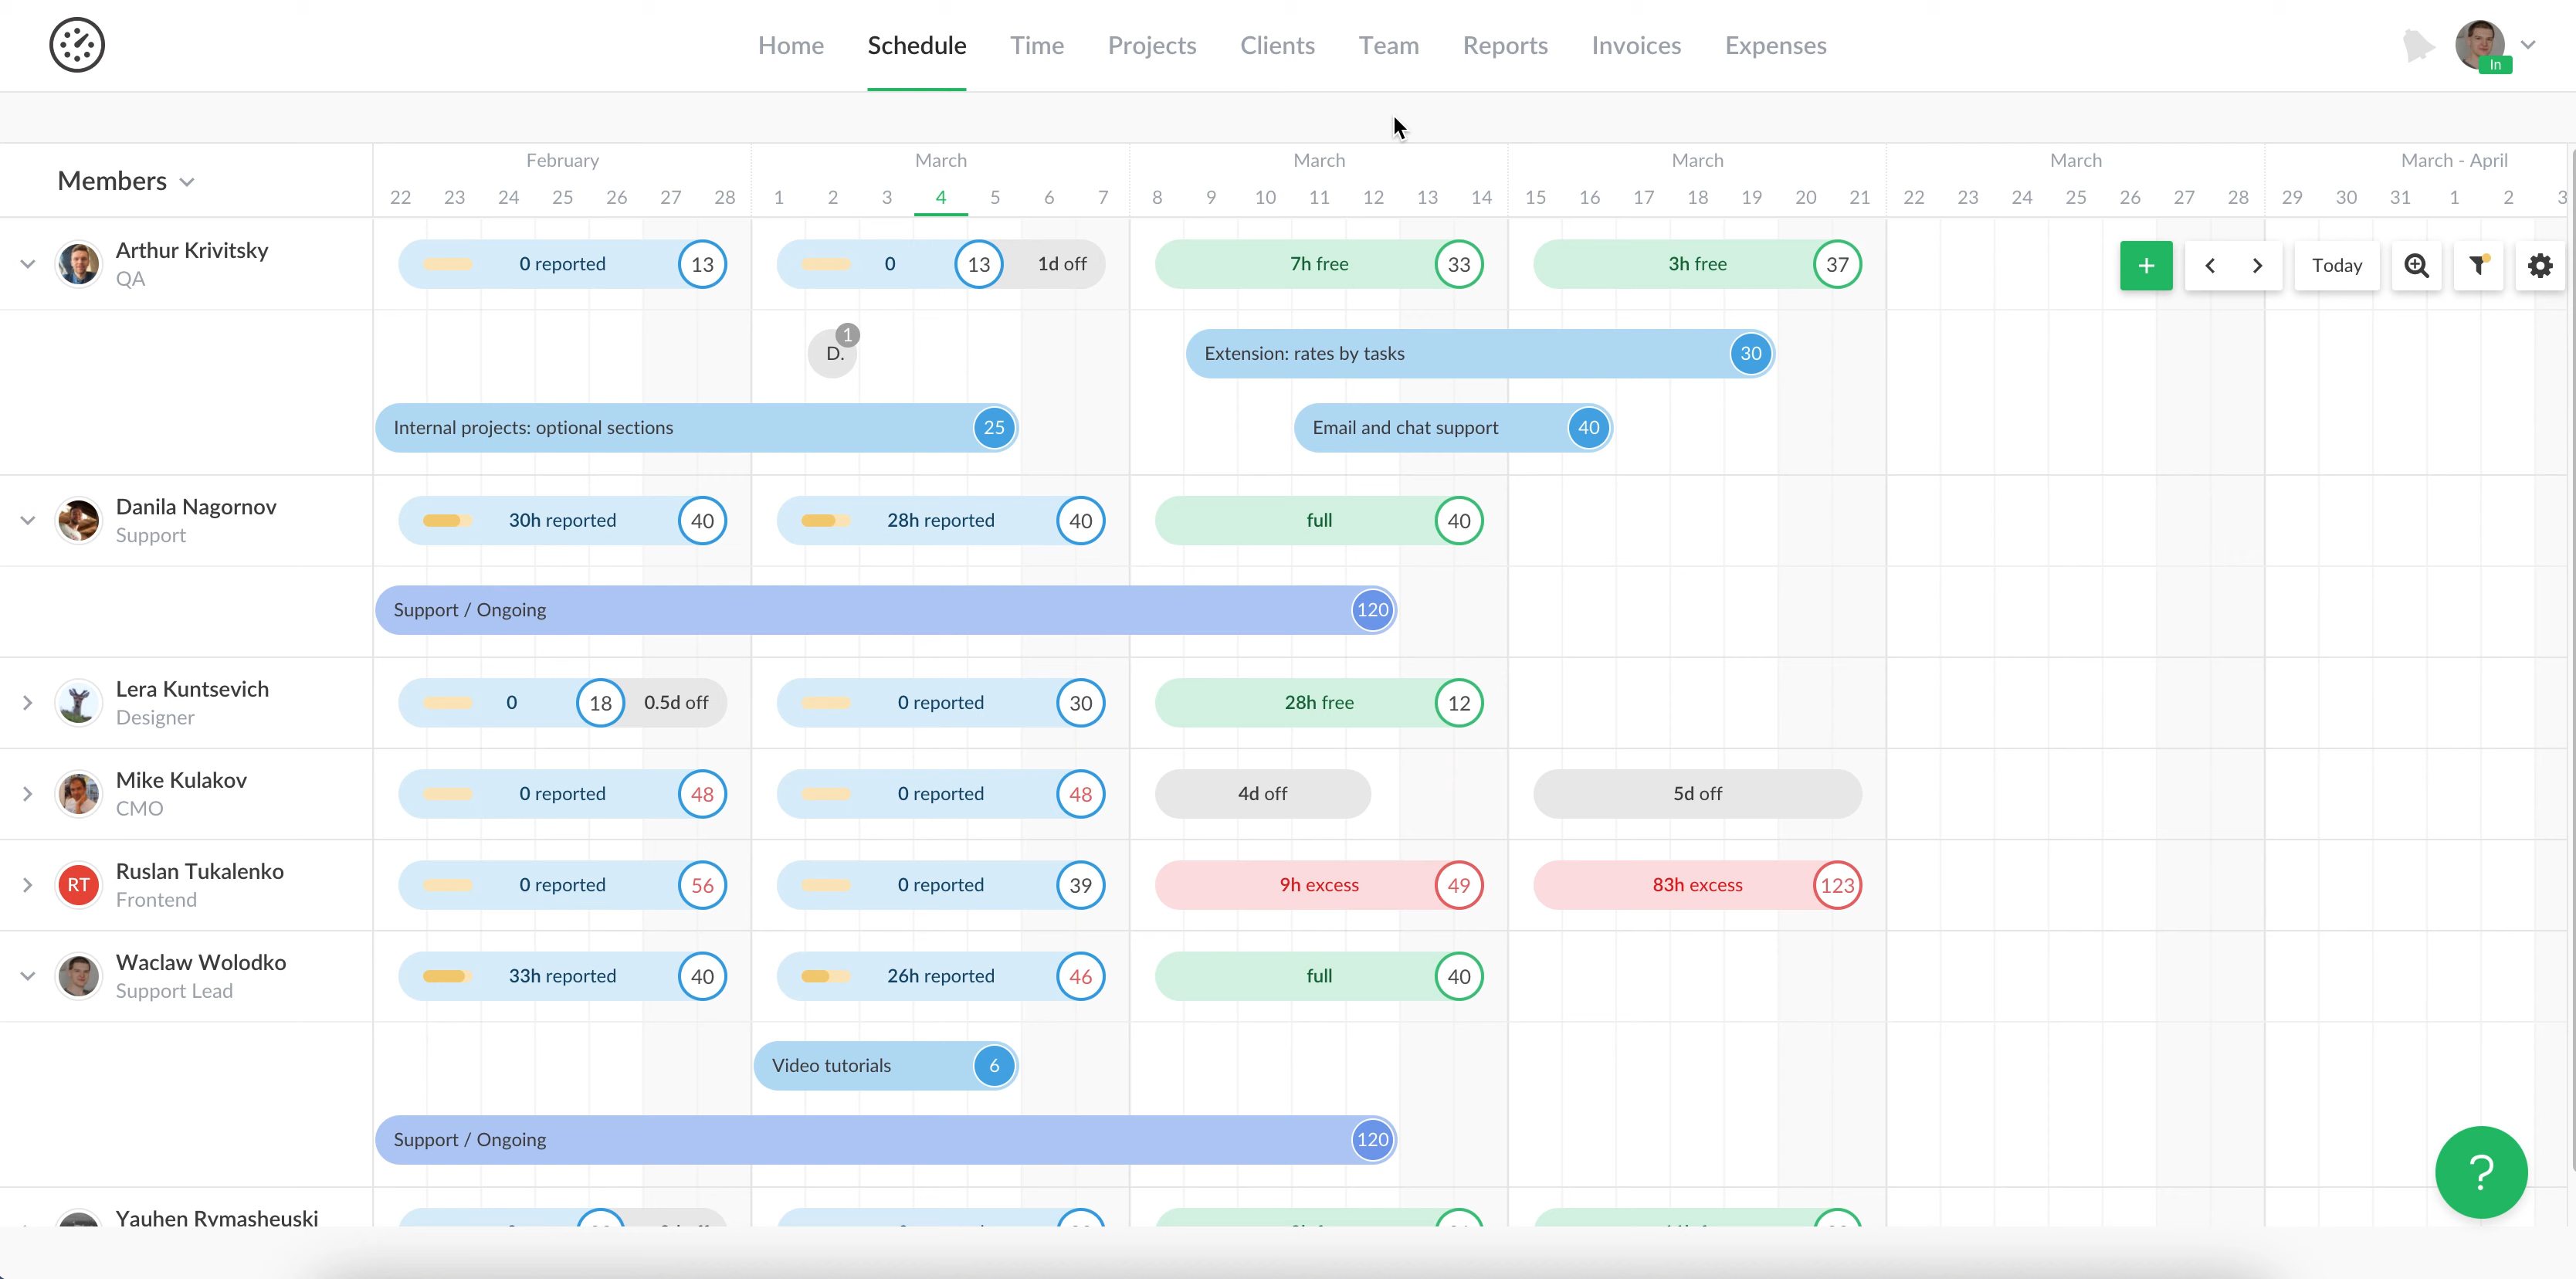 Home Schedule Time Projects Clients Team Reports Invoices Expenses
In
Members
February March March March March March - April
22 23 24 25 26 27 28 1 2 3 4 5 6 7 8 9 10 11 12 13 14 15 16 17 18 19 20 21 22 23 24 25 26 27 28 29 30 31 1 2 3
Arthur Krivitsky
QA
0 reported 13 0 13 1d off 7h free 33 3h free 37
+ Today
D. 1 Extension: rates by tasks 30
Internal projects: optional sections 25 Email and chat support 40
Danila Nagornov
Support
30h reported 40 28h reported 40 full 40
Support / Ongoing 120
Lera Kuntsevich
Designer
0 18 0.5d off 0 reported 30 28h free 12
Mike Kulakov
CMO
0 reported 48 0 reported 48 4d off 5d off
RT
Ruslan Tukalenko
Frontend
0 reported 56 0 reported 39 9h excess 49 83h excess 123
Waclaw Wolodko
Support Lead
33h reported 40 26h reported 46 full 40
Video tutorials 6
Support / Ongoing 120
?
Yauhen Rymasheuski